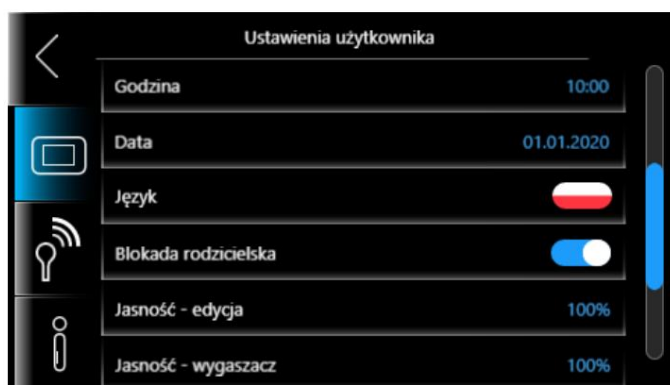 Ustawienia użytkownika
Godzina 10:00
Data 01.01.2020
Język
Blokada rodzicielska
Jasność - edycja 100%
Jasność - wygaszacz 100%